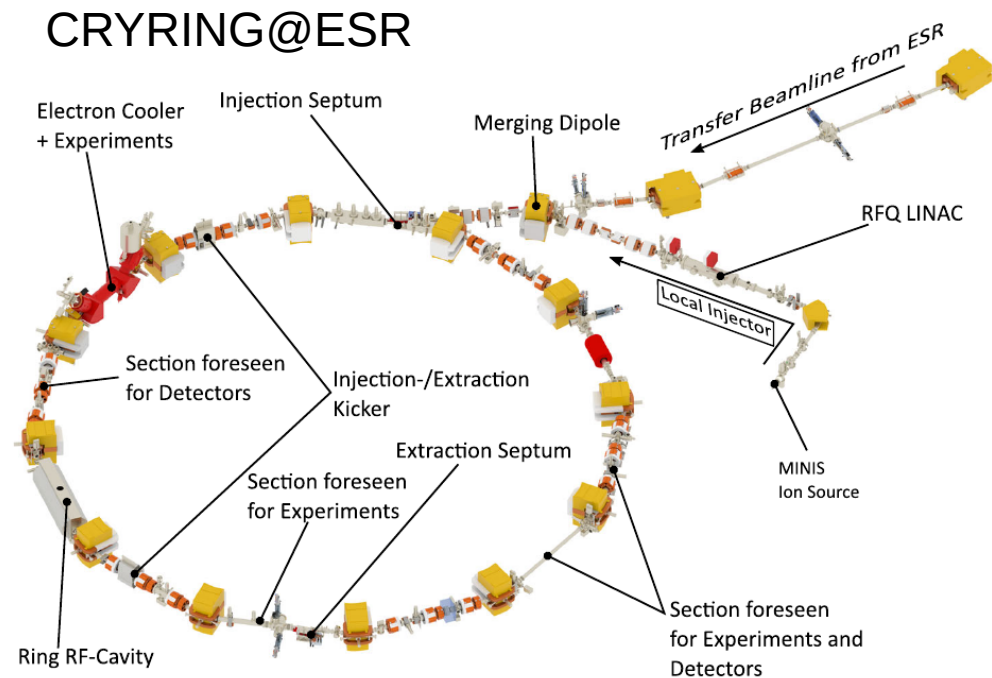 CRYRING@ESR
Transfer Beamline from ESR
Electron Cooler
+ Experiments
Injection Septum
Merging Dipole
RFQ LINAC
Local Injector
Section foreseen
for Detectors
Injection-/Extraction
Kicker
Extraction Septum
Section foreseen
for Experiments
MINIS
Ion Source
Ring RF-Cavity
Section foreseen
for Experiments and
Detectors